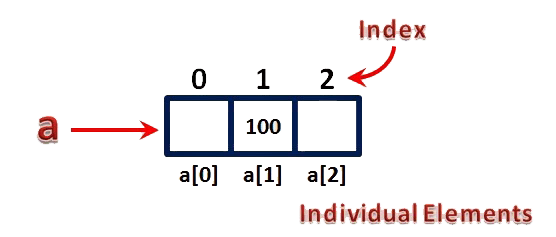 Index
0 1 2
a
100
a[0] a[1] a[2]
Individual Elements